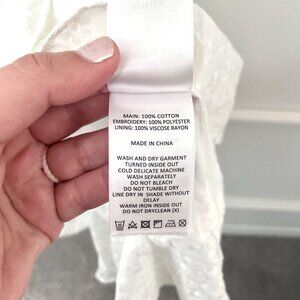 MAIN: 100% COTTON
EMBROIDERY: 100% POLYESTER
LINING: 100% VISCOSE RAYON
MADE IN CHINA
WASH AND DRY GARMENT
TURNED INSIDE OUT
COLD DELICATE MACHINE
WASH SEPARATELY
DO NOT BLEACH
DO NOT TUMBLE DRY
LINE DRY IN SHADE WITHOUT
DELAY
WARM IRON INSIDE OUT
DO NOT DRYCLEAN (X)